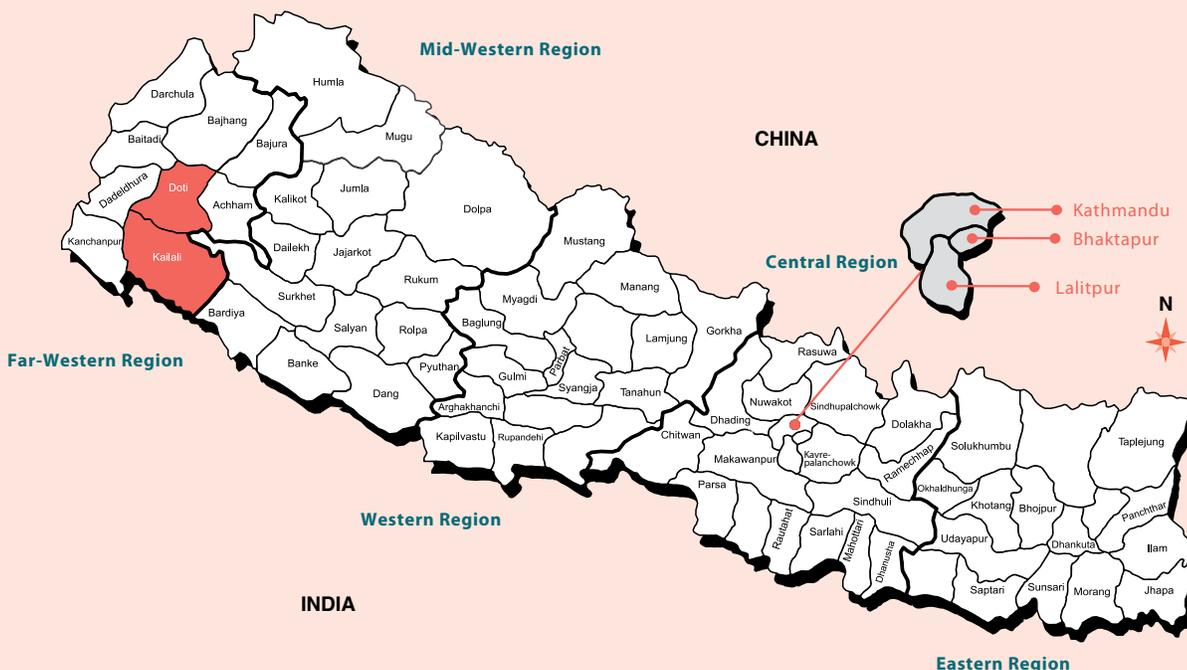 Mid-Western Region
Humla
Darchula
Bajhang
CHINA
Mugu
Baitadi
Bajura
Doti
Dadeldhura
Jumla
Kalikot
Achham
Dolpa
Kathmandu
Kanchanpur
Mustang
Bhaktapur
Dailekh
Jajarkot
Kailali
Central Region
Rukum
Manang
Lalitpur
Surkhet
Myagdi
N
Bardiya
Baglung
Salyan
Rolpa
Gorkha
Lamjung
Far-Western Region
Rasuwa
Banke
Pyuthan
Parbat
Gulmi
Syangja
Dang
Tanahun
Nuwakot
Arghakhanchi
Sindhupalchowk
Dhading
Dolakha
Kapilvastu
Rupandehi
Chitwan
Taplejung
Solukhumbu
Makawanpur
Kavre-
palanchowk
Ramechhap
Parsa
Okhaldhunga
Sindhuli
Khotang
Bhojpur
Panchthar
Western Region
Rautahat
Sarlahi
Mahottari
Udayapur
Dhankuta
Ilam
Dhanusha
Saptari
Sunsari
Morang
Jhapa
INDIA
Eastern Region